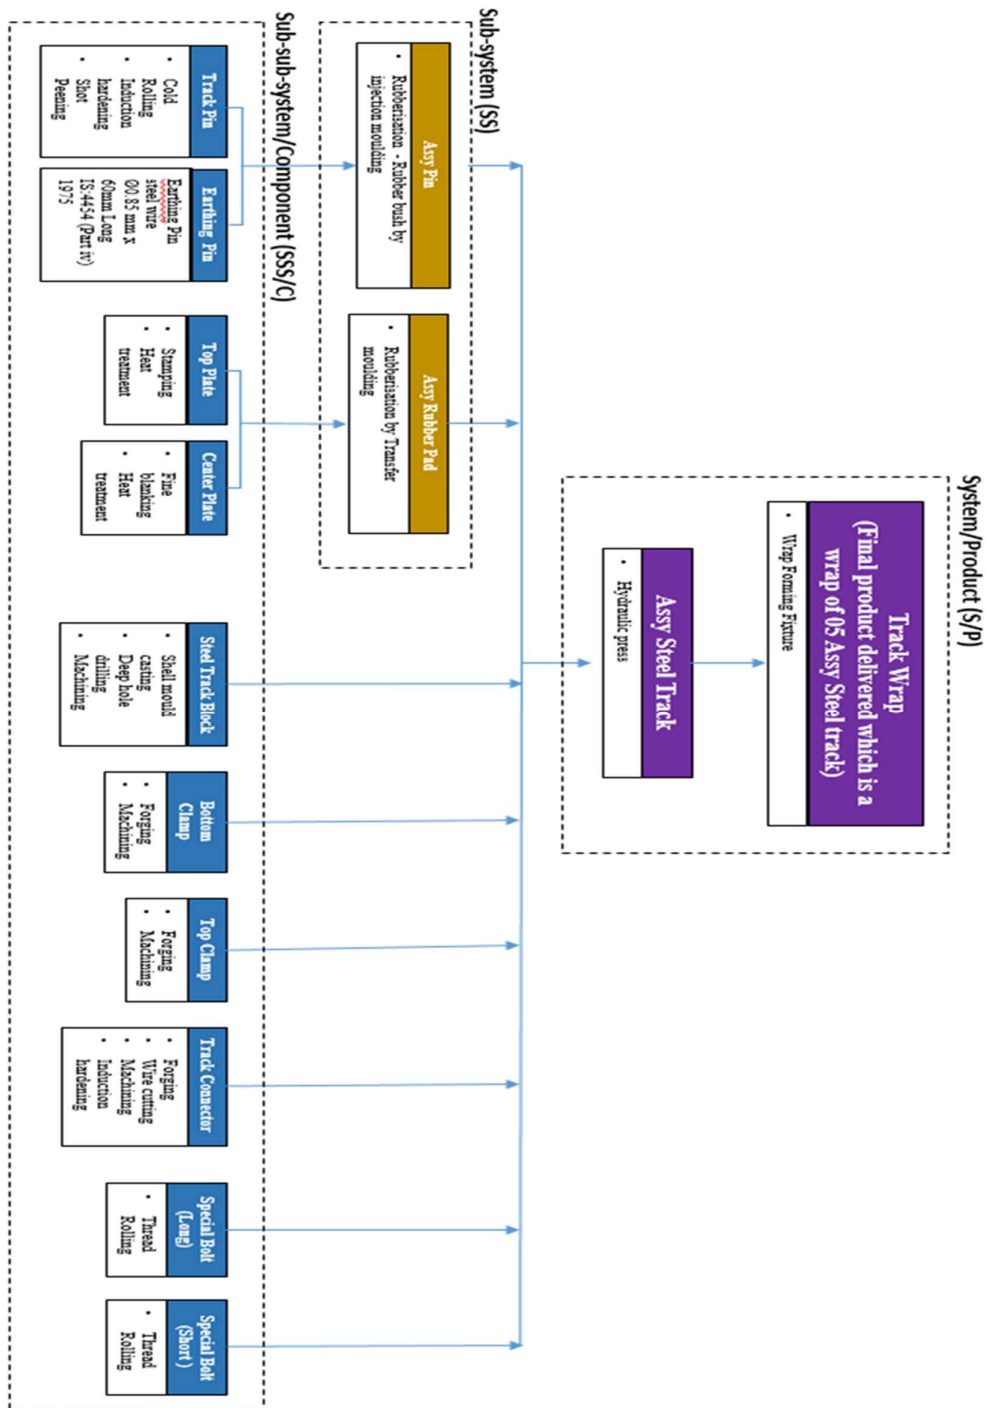 System/Product (S/P)
Track Wrap
(Final product delivered which is a
wrap of 05 Assy Steel track)
• Wrap Forming Fixture
Assy Steel Track
• Hydraulic press
Sub-system (SS)
Assy Pin
• Rubberisation - Rubber bush by
injection moulding
Assy Rubber Pad
• Rubberisation by Transfer
moulding
Sub-sub-system/Component (SSS/C)
Track Pin
• Cold
Rolling
• Induction
hardening
• Shot
Peening
Earthing Pin
Earthing Pin
steel wire
Ø0.85 mm x
60mm Long
IS:4454 (Part iv)
1975
Top Plate
• Stamping
• Heat
treatment
Center Plate
• Fine
blanking
• Heat
treatment
Steel Track Block
• Shell mould
casting
• Deep hole
drilling
• Machining
Bottom
Clamp
• Forging
• Machining
Top Clamp
• Forging
• Machining
Track Connector
• Forging
• Wire cutting
• Machining
• Induction
hardening
Special Bolt
(Long)
• Thread
Rolling
Special Bolt
(Short )
• Thread
Rolling